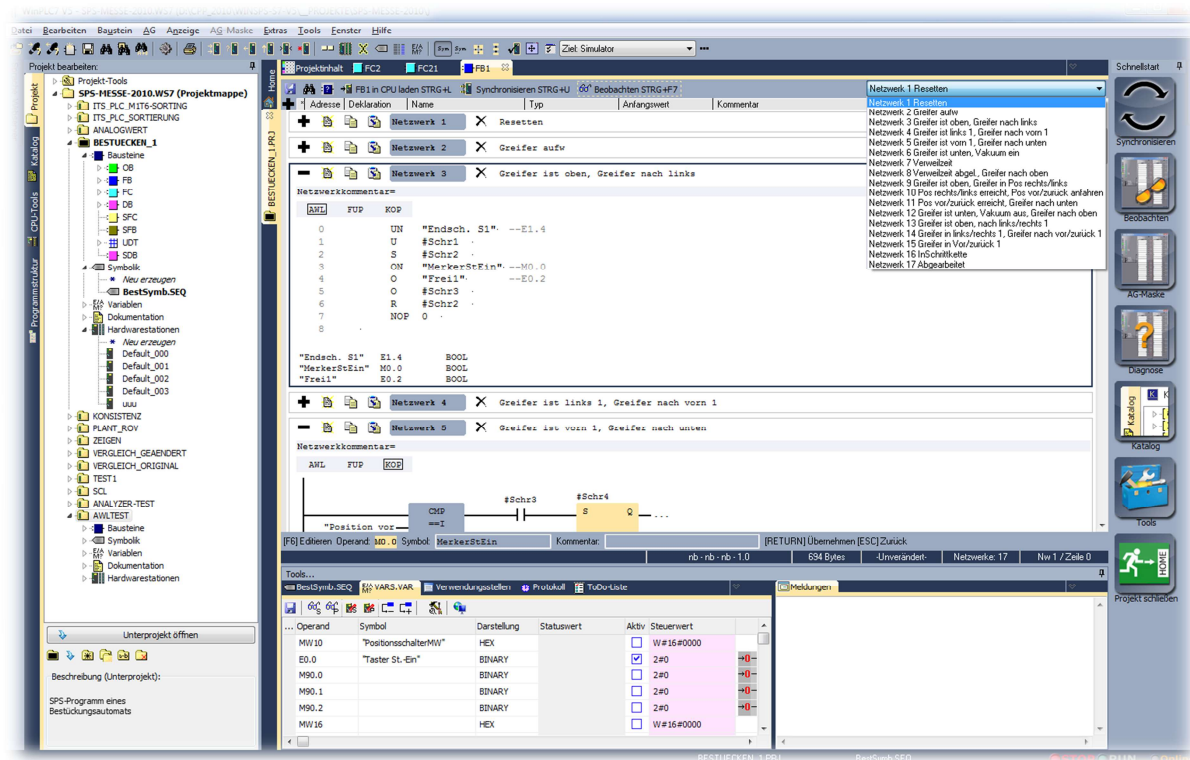 Datei Bearbeiten Baustein AG Anzeige AG Maske Extras Tools Fenster Hilfe
Sym Sym Ziel: Simulator
Projekt bearbeiten:
Projekt
Katalog
CPU-Tools
Programmstruktur
Projekt-Tools
SPS-MESSE-2010.WS7 (Projektmappe)
ITS_PLC_M1T6-SORTING
ITS_PLC_SORTIERUNG
ANALOGWERT
BESTUECKEN_1
Bausteine
OB
FB
FC
DB
SFC
SFB
UDT
SDB
Symbolik
Neu erzeugen
BestSymb.SEQ
Variablen
Dokumentation
Hardwarestationen
Neu erzeugen
Default_000
Default_001
Default_002
Default_003
uuu
KONSISTENZ
PLANT_ROV
ZEIGEN
VERGLEICH_GEAENDERT
VERGLEICH_ORIGINAL
TEST1
SCL
ANALYZER-TEST
AWLTEST
Bausteine
Symbolik
Variablen
Dokumentation
Hardwarestationen
Unterprojekt öffnen
Beschreibung (Unterprojekt):
SPS-Programm eines
Bestückungsautomats
Home
BESTUECKEN_1.PRJ
Projektinhalt FC2 FC21 FB1
FB1 in CPU laden STRG+L Synchronisieren STRG+U Beobachten STRG+F7
Netzwerk 1 Resetten
Adresse Deklaration Name Typ Anfangswert Kommentar
Netzwerk 1 Resetten
Netzwerk 2 Greifer aufw
Netzwerk 3 Greifer ist oben, Greifer nach links
Netzwerk 4 Greifer ist links 1, Greifer nach vorn 1
Netzwerk 5 Greifer ist vorn 1, Greifer nach unten
Netzwerk 6 Greifer ist unten, Vakuum ein
Netzwerk 7 Verweilzeit
Netzwerk 8 Verweilzeit abgel., Greifer nach oben
Netzwerk 9 Greifer ist oben, Greifer in Pos rechts/links
Netzwerk 10 Pos rechts/links erreicht, Pos vor/zurück anfahren
Netzwerk 11 Pos vor/zurück erreicht, Greifer nach unten
Netzwerk 12 Greifer ist unten, Vakuum aus, Greifer nach oben
Netzwerk 13 Greifer ist oben, nach links/rechts 1
Netzwerk 14 Greifer in links/rechts 1, Greifer nach vor/zurück 1
Netzwerk 15 Greifer in Vor/zurück 1
Netzwerk 16 InSchrittkette
Netzwerk 17 Abgearbeitet
Netzwerk 1 Resetten
Netzwerk 2 Greifer aufw
Netzwerk 3 Greifer ist oben, Greifer nach links
Netzwerkkommentar=
AWL FUP KOP
0 UN "Endsch. S1" --E1.4
1 U #Schr1
2 S #Schr2
3 ON "MerkerStEin" --M0.0
4 O "Frei1" --E0.2
5 O #Schr3
6 R #Schr2
7 NOP 0
8
"Endsch. S1" E1.4 BOOL
"MerkerStEin" M0.0 BOOL
"Frei1" E0.2 BOOL
Netzwerk 4 Greifer ist links 1, Greifer nach vorn 1
Netzwerk 5 Greifer ist vorn 1, Greifer nach unten
Netzwerkkommentar=
AWL FUP KOP
#Schr3 #Schr4
CMP S Q ...
"Position vor ==I
[F6] Editieren Operand: M0.0 Symbol: MerkerStEin Kommentar: [RETURN] Übernehmen [ESC] Zurück
nb - nb - nb - 1.0 694 Bytes -Unverändert- Netzwerke: 17 Nw 1 / Zeile 0
Tools...
BestSymb.SEQ VARS.VAR Verwendungsstellen Protokoll ToDo-Liste
... Operand Symbol Darstellung Statuswert Aktiv Steuerwert
MW10 "PositionsschalterMW" HEX W#16#0000
E0.0 "Taster St.-Ein" BINARY 2#0
M90.0 BINARY 2#0
M90.1 BINARY 2#0
M90.2 BINARY 2#0
MW16 HEX W#16#0000
Meldungen
Schnellstart
Synchronisieren
Beobachten
AG-Maske
Diagnose
Katalog
Katalog
Tools
HOME
Projekt schließen
BESTUECKEN_1.PRJ BestSymb.SEQ